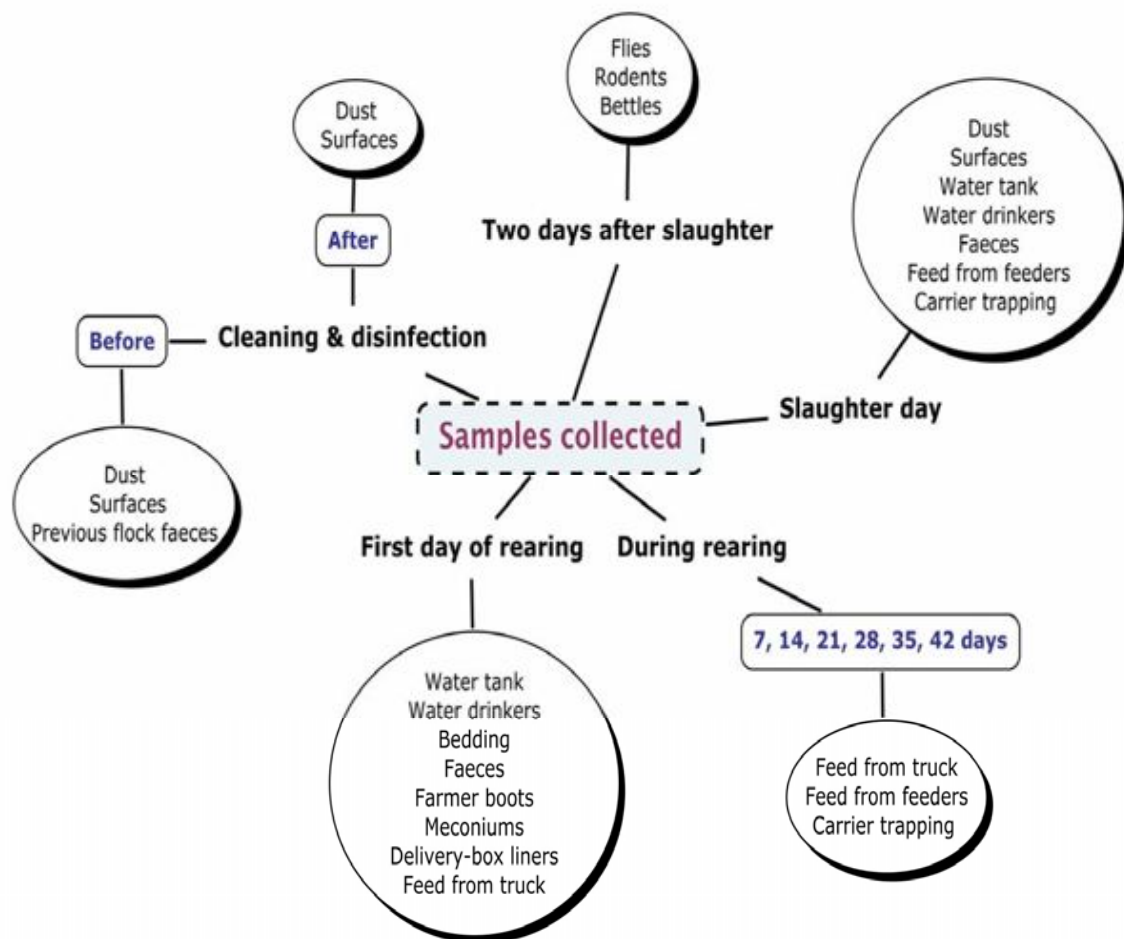 Flies
Rodents
Bettles
Dust
Surfaces
After
Two days after slaughter
Dust
Surfaces
Water tank
Water drinkers
Faeces
Feed from feeders
Carrier trapping
Before
Cleaning & disinfection
Slaughter day
Samples collected
Dust
Surfaces
Previous flock faeces
First day of rearing
During rearing
7, 14, 21, 28, 35, 42 days
Water tank
Water drinkers
Bedding
Faeces
Farmer boots
Meconiums
Delivery-box liners
Feed from truck
Feed from truck
Feed from feeders
Carrier trapping